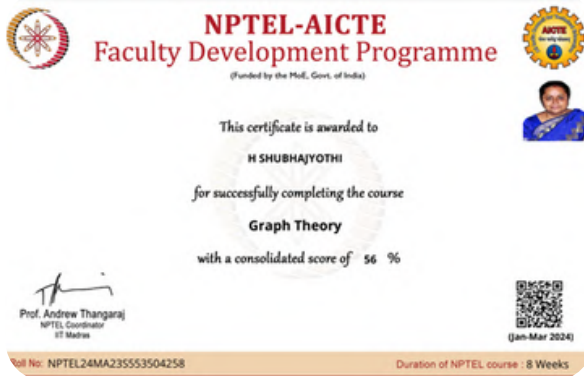 NPTEL-AICTE
Faculty Development Programme
(Funded by the MoE, Govt. of India)
AICTE
This certificate is awarded to
H SHUBHAJYOTHI
for successfully completing the course
Graph Theory
with a consolidated score of 56 %
Prof. Andrew Thangaraj
NPTEL Coordinator
IIT Madras
(Jan-Mar 2024)
Roll No: NPTEL24MA23S553504258
Duration of NPTEL course : 8 Weeks